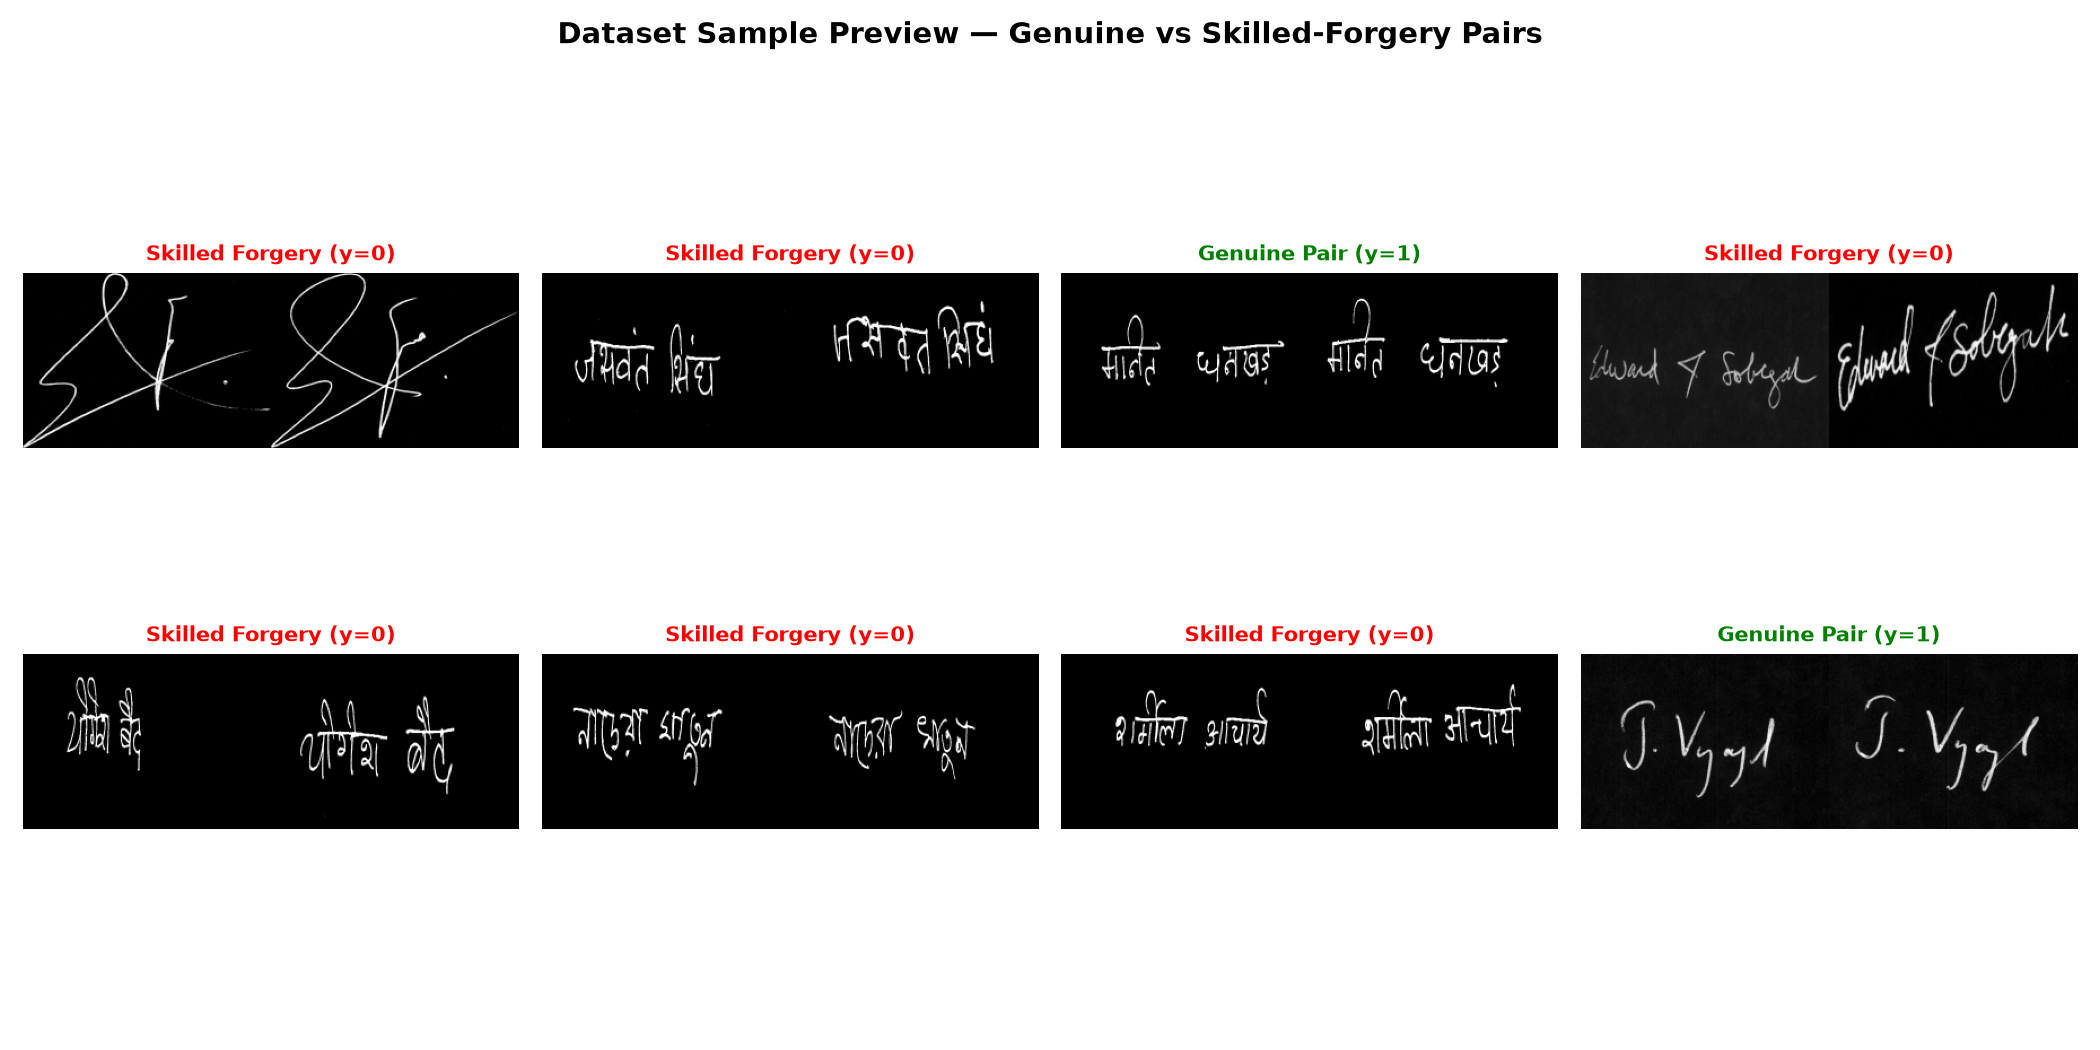 Dataset Sample Preview — Genuine vs Skilled-Forgery Pairs
Skilled Forgery (y=0)
Skilled Forgery (y=0)
जसवंत सिंघ जसवत सिंघं
Genuine Pair (y=1)
मानित धनखड़ मानित धनखड़
Skilled Forgery (y=0)
Edward J Sobczak Edward J Sobczak
Skilled Forgery (y=0)
योगेश बैद योगेश बैद
Skilled Forgery (y=0)
খাতুন খাতুন
Skilled Forgery (y=0)
शर्मीला आचार्य शर्मीला आचार्य
Genuine Pair (y=1)
J. J.